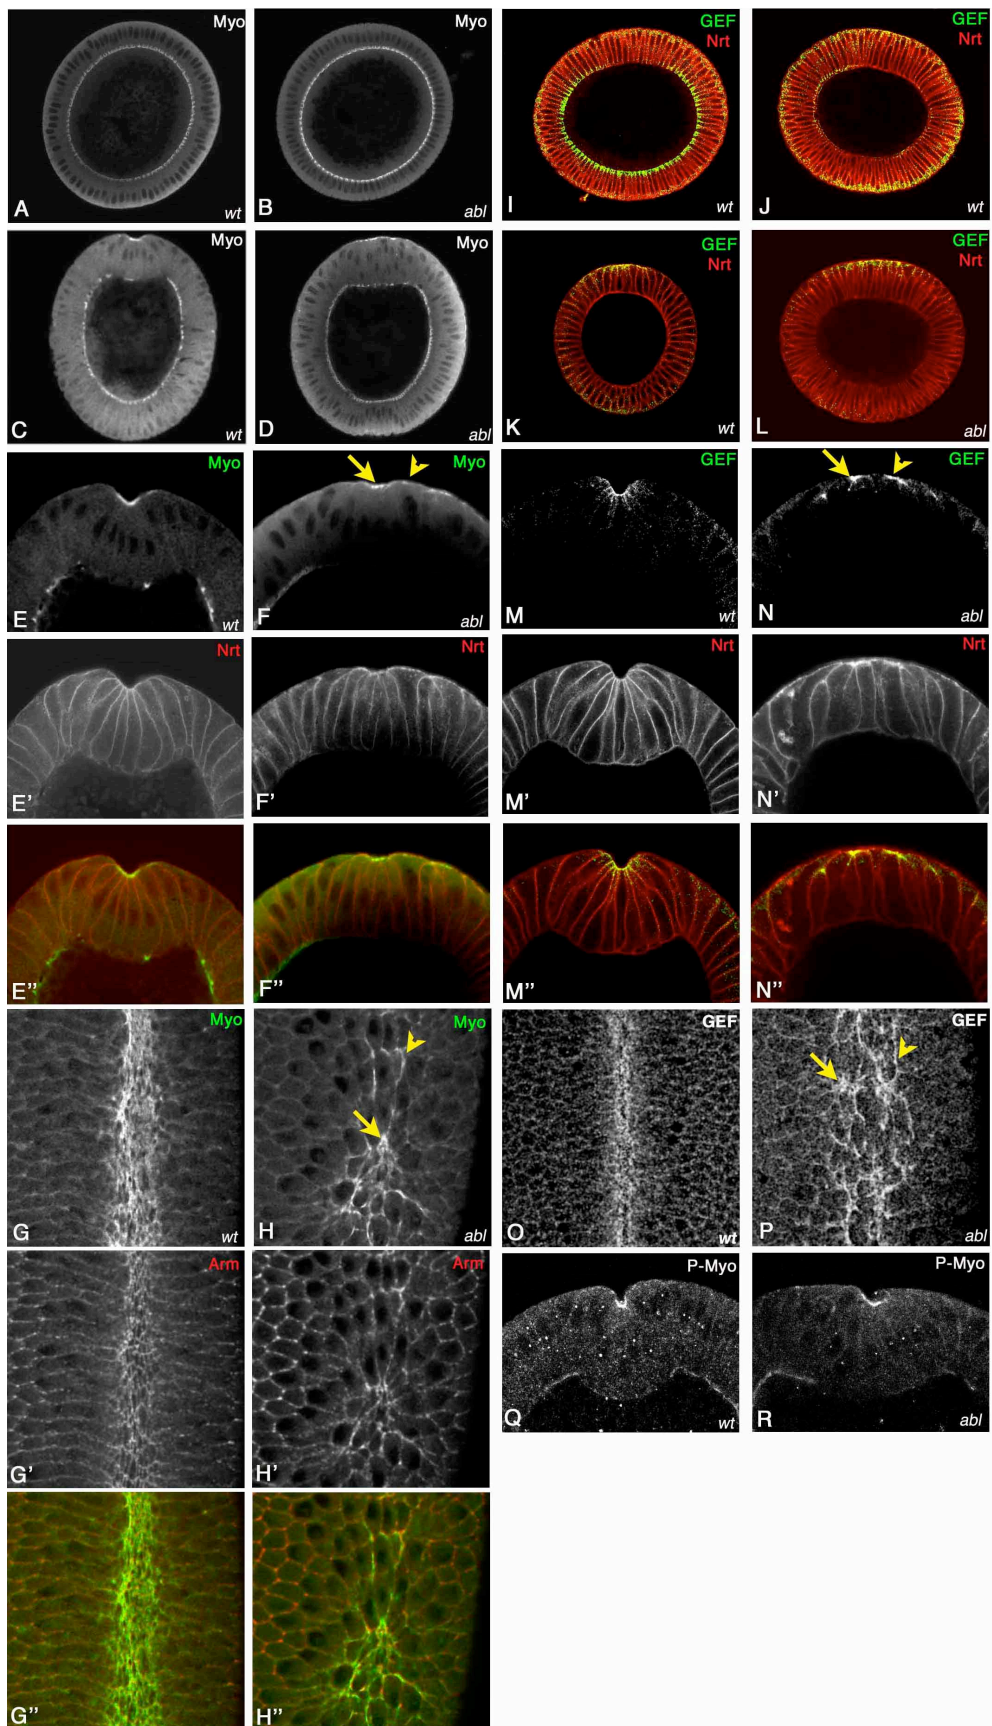 Myo
A
wt
Myo
B
abl
GEF
Nrt
I
wt
GEF
Nrt
J
wt
Myo
C
wt
Myo
D
abl
GEF
Nrt
K
wt
GEF
Nrt
L
abl
Myo
E
wt
Myo
F
abl
GEF
M
wt
GEF
N
abl
Nrt
E'
Nrt
F'
Nrt
M'
Nrt
N'
E"
F"
M"
N"
Myo
G
wt
Myo
H
abl
GEF
O
wt
GEF
P
abl
Arm
G'
Arm
H'
P-Myo
Q
wt
P-Myo
R
abl
G"
H"